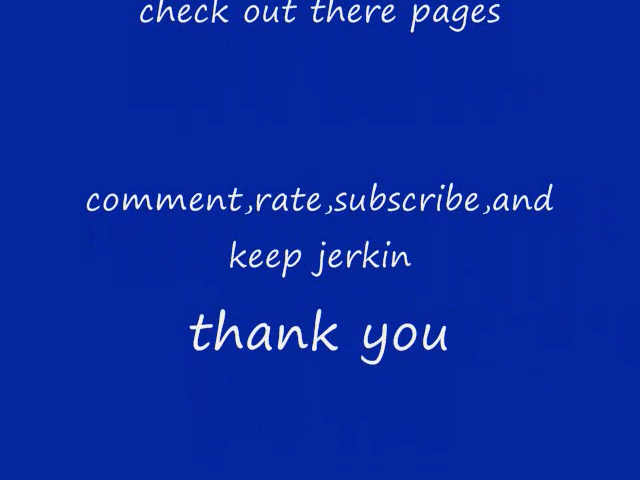 check out there pages
comment,rate,subscribe,and
keep jerkin
thank you